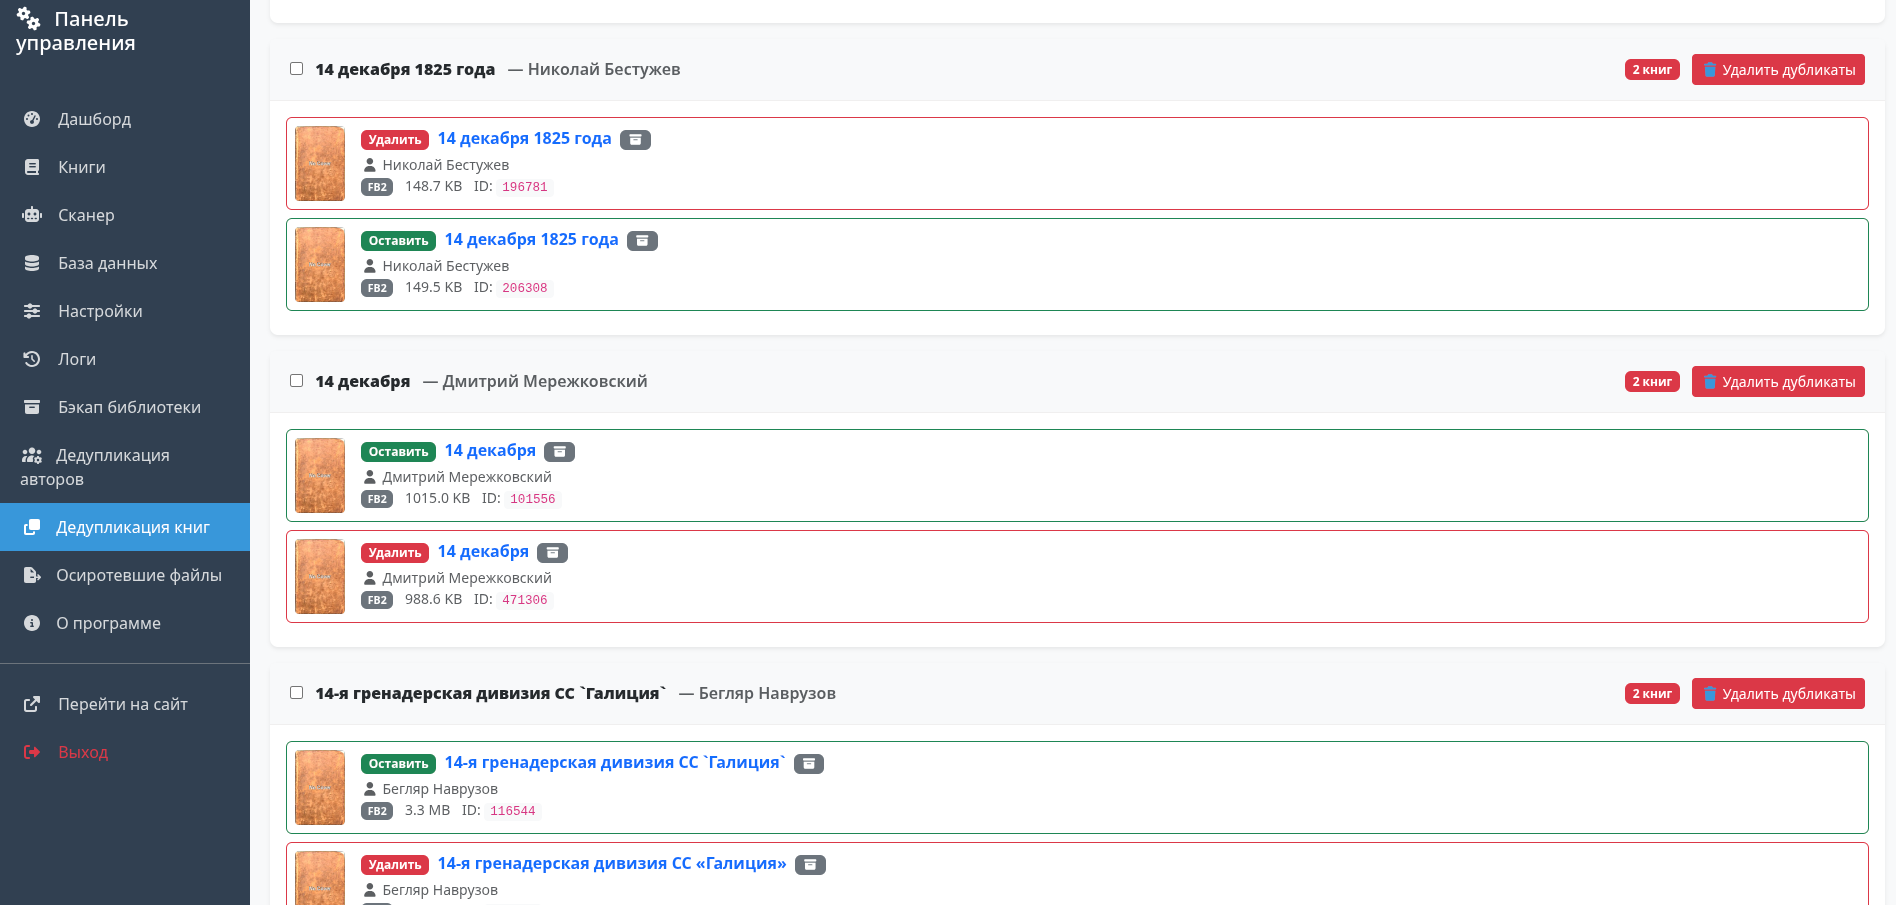 Панель
управления
Дашборд
Книги
Сканер
База данных
Настройки
Логи
Бэкап библиотеки
Дедупликация
авторов
Дедупликация книг
Осиротевшие файлы
О программе
Перейти на сайт
Выход
14 декабря 1825 года — Николай Бестужев
2 книг Удалить дубликаты
Удалить 14 декабря 1825 года
Николай Бестужев
FB2 148.7 KB ID: 196781
Оставить 14 декабря 1825 года
Николай Бестужев
FB2 149.5 KB ID: 206308
14 декабря — Дмитрий Мережковский
2 книг Удалить дубликаты
Оставить 14 декабря
Дмитрий Мережковский
FB2 1015.0 KB ID: 101556
Удалить 14 декабря
Дмитрий Мережковский
FB2 988.6 KB ID: 471306
14-я гренадерская дивизия СС `Галиция` — Бегляр Наврузов
2 книг Удалить дубликаты
Оставить 14-я гренадерская дивизия СС `Галиция`
Бегляр Наврузов
FB2 3.3 MB ID: 116544
Удалить 14-я гренадерская дивизия СС «Галиция»
Бегляр Наврузов